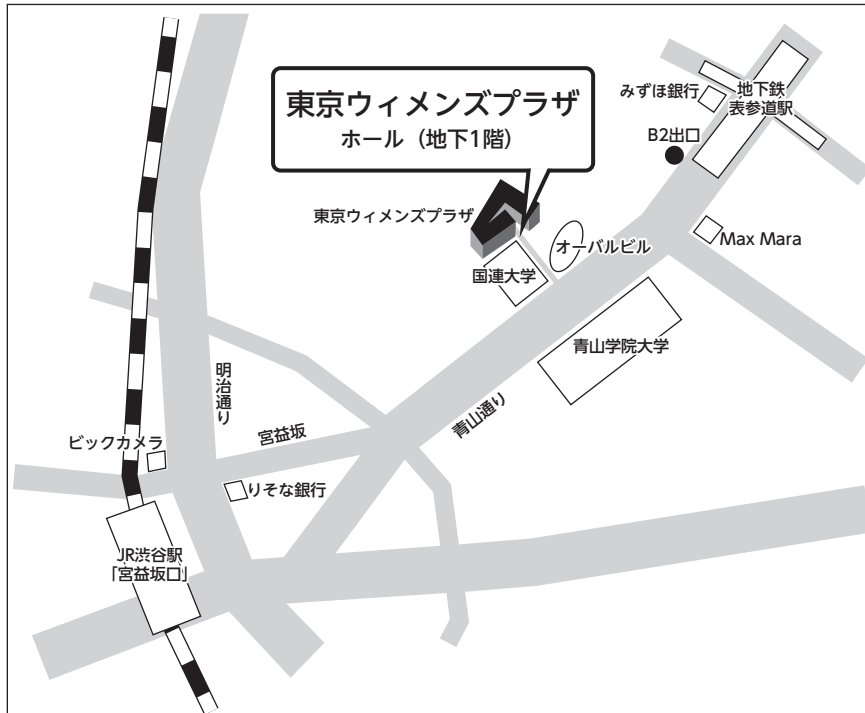 東京ウィメンズプラザ
ホール（地下1階）
みずほ銀行
地下鉄
表参道駅
B2出口
東京ウィメンズプラザ
オーバルビル
Max Mara
国連大学
青山学院大学
明治通り
青山通り
宮益坂
ビックカメラ
りそな銀行
JR渋谷駅
「宮益坂口」